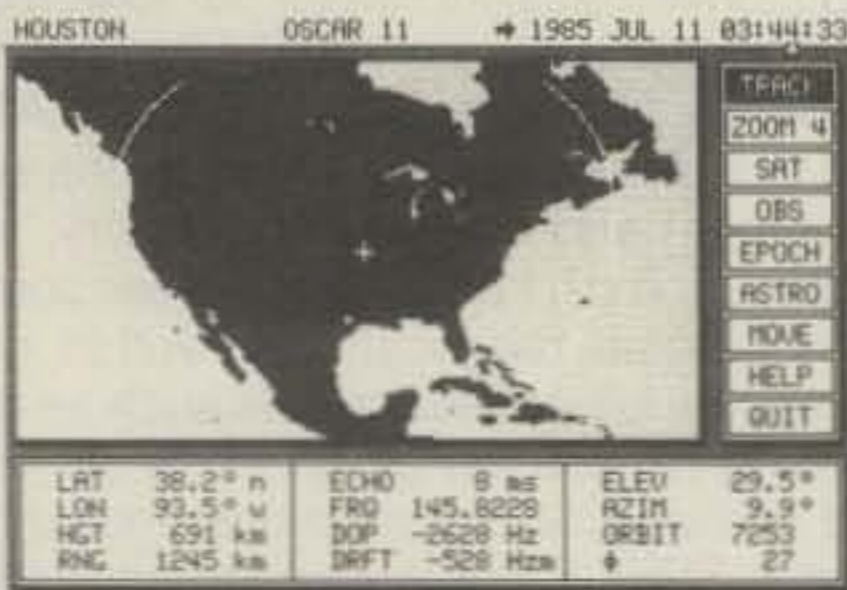 HOUSTON OSCAR 11 → 1985 JUL 11 03:44:33
TRACK
ZOOM 4
SAT
OBS
EPOCH
ASTRO
MOVE
HELP
QUIT
LAT 38.2° n ECHO 8 ms ELEV 29.5°
LON 93.5° w FRQ 145.8228 AZIM 9.9°
HGT 691 km DOP -2628 Hz ORBIT 7253
RNG 1245 km DRFT -528 Hzm ϕ 27